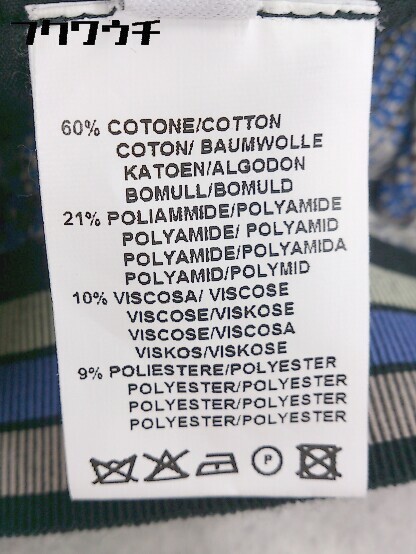 フクワウチ
60% COTONE/COTTON
COTON/ BAUMWOLLE
KATOEN/ALGODON
BOMULL/BOMULD
21% POLIAMMIDE/POLYAMIDE
POLYAMIDE/ POLYAMID
POLYAMIDE/POLYAMIDA
POLYAMID/POLYMID
10% VISCOSA/ VISCOSE
VISCOSE/VISKOSE
VISCOSE/VISCOSA
VISKOS/VISKOSE
9% POLIESTERE/POLYESTER
POLYESTER/POLYESTER
POLYESTER/POLYESTER
POLYESTER/POLYESTER
P